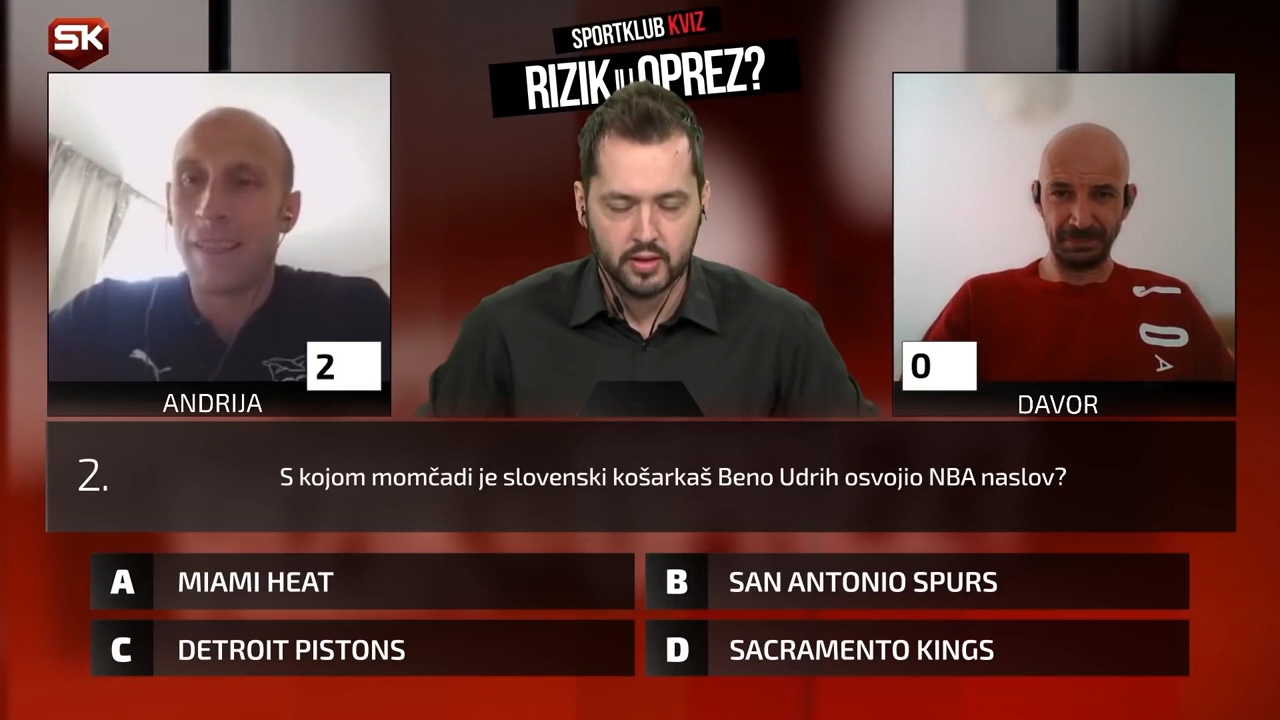 SK
SPORTKLUB KVIZ
RIZIK ILI OPREZ?
2
ANDRIJA
0
DAVOR
J
O
A
2.
S kojom momčadi je slovenski košarkaš Beno Udrih osvojio NBA naslov?
A MIAMI HEAT
B SAN ANTONIO SPURS
C DETROIT PISTONS
D SACRAMENTO KINGS